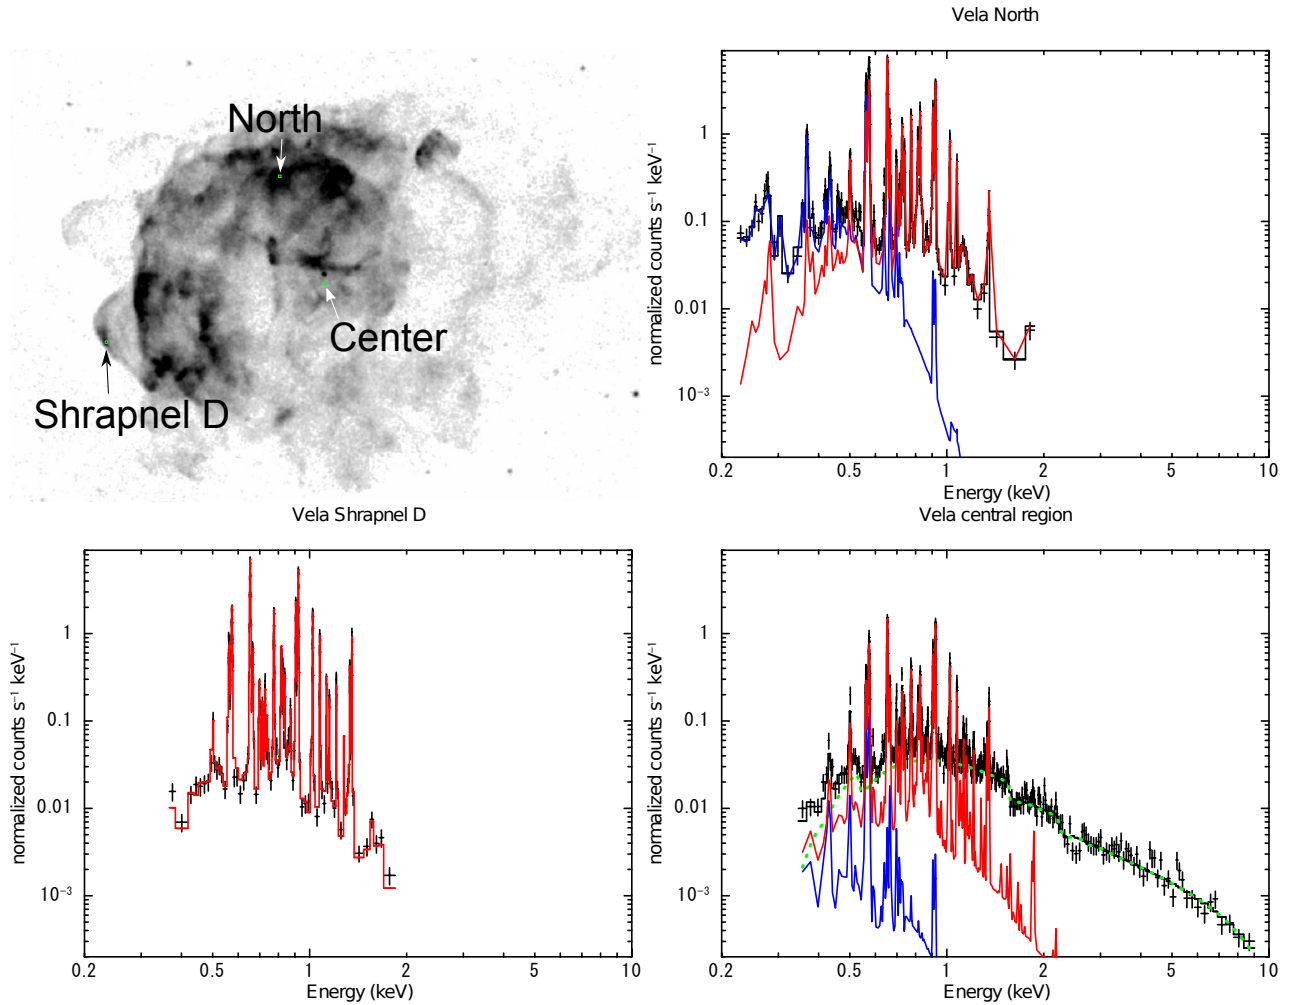 Vela North
North
Center
Shrapnel D
normalized counts s⁻¹ keV⁻¹
1
0.1
0.01
10⁻³
0.2
0.5
1
2
5
10
Energy (keV)
Vela Shrapnel D
normalized counts s⁻¹ keV⁻¹
1
0.1
0.01
10⁻³
0.2
0.5
1
2
5
10
Energy (keV)
Vela central region
normalized counts s⁻¹ keV⁻¹
1
0.1
0.01
10⁻³
0.2
0.5
1
2
5
10
Energy (keV)